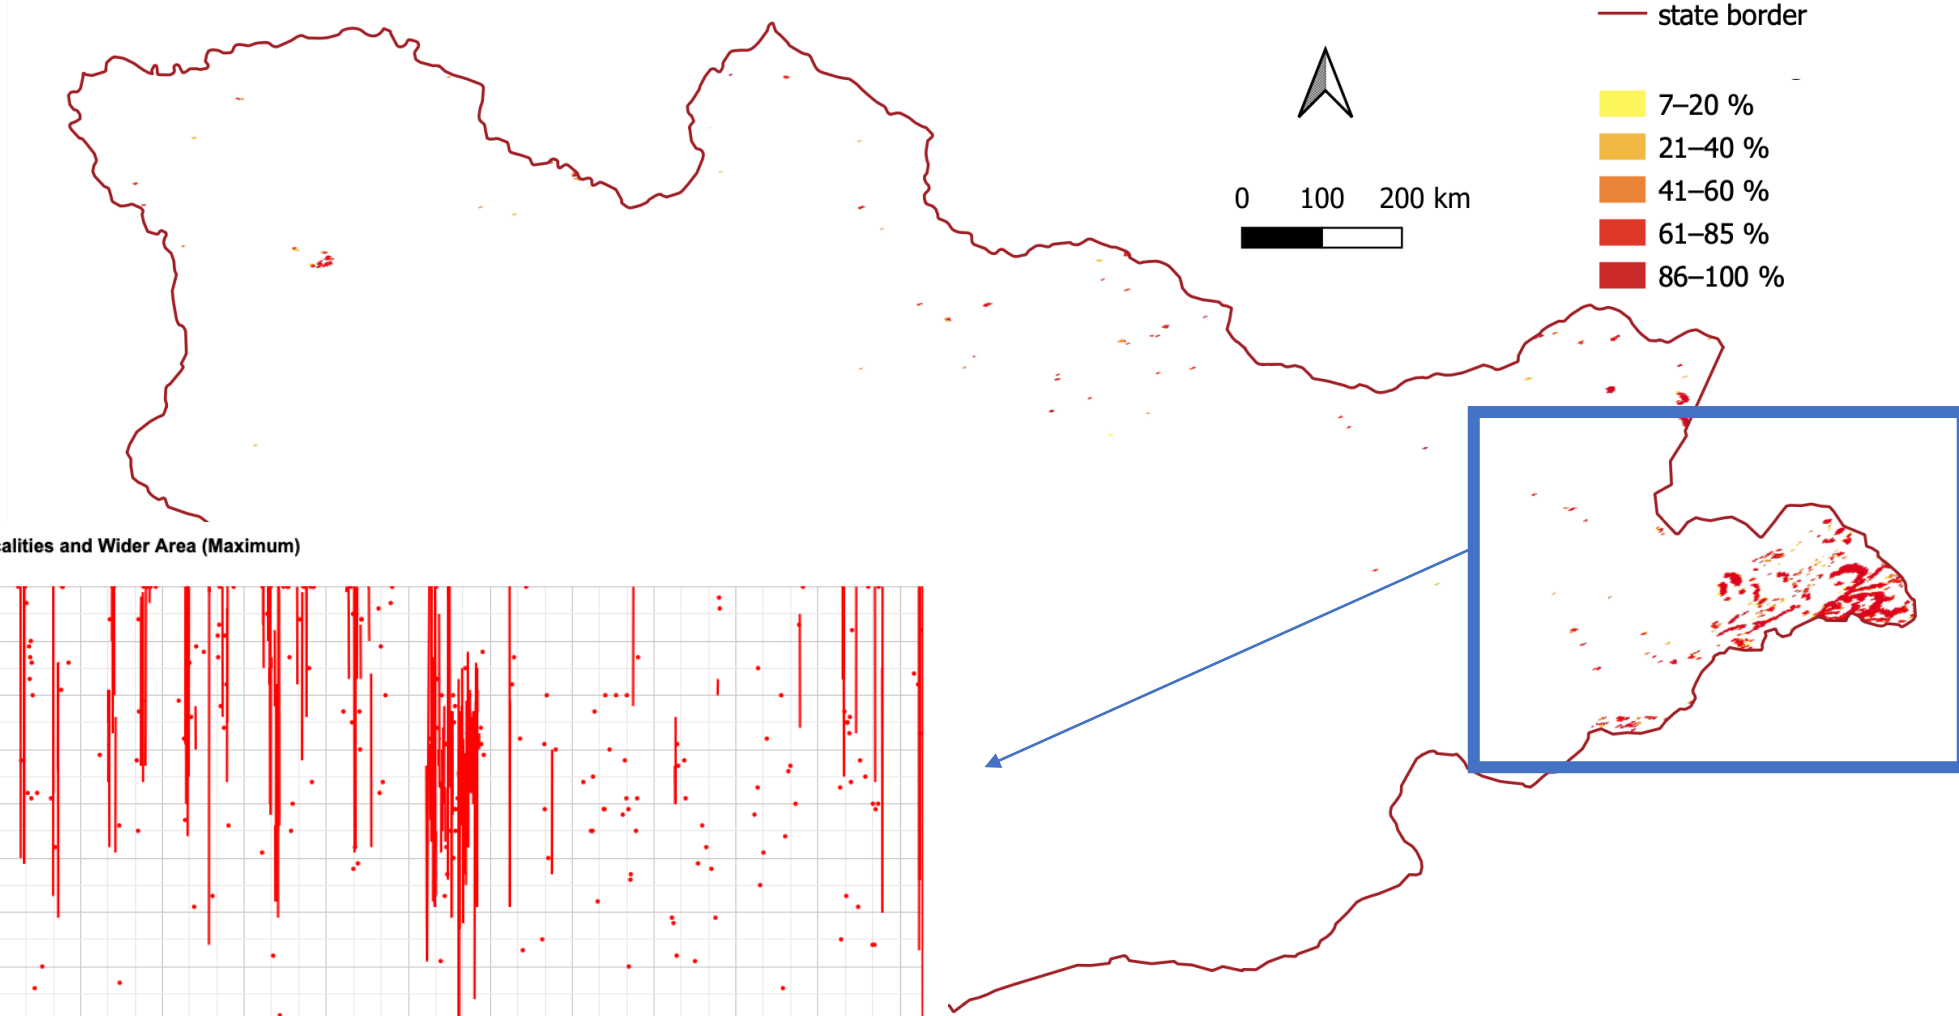 state border
7–20 %
21–40 %
41–60 %
61–85 %
86–100 %
0 100 200 km
alities and Wider Area (Maximum)